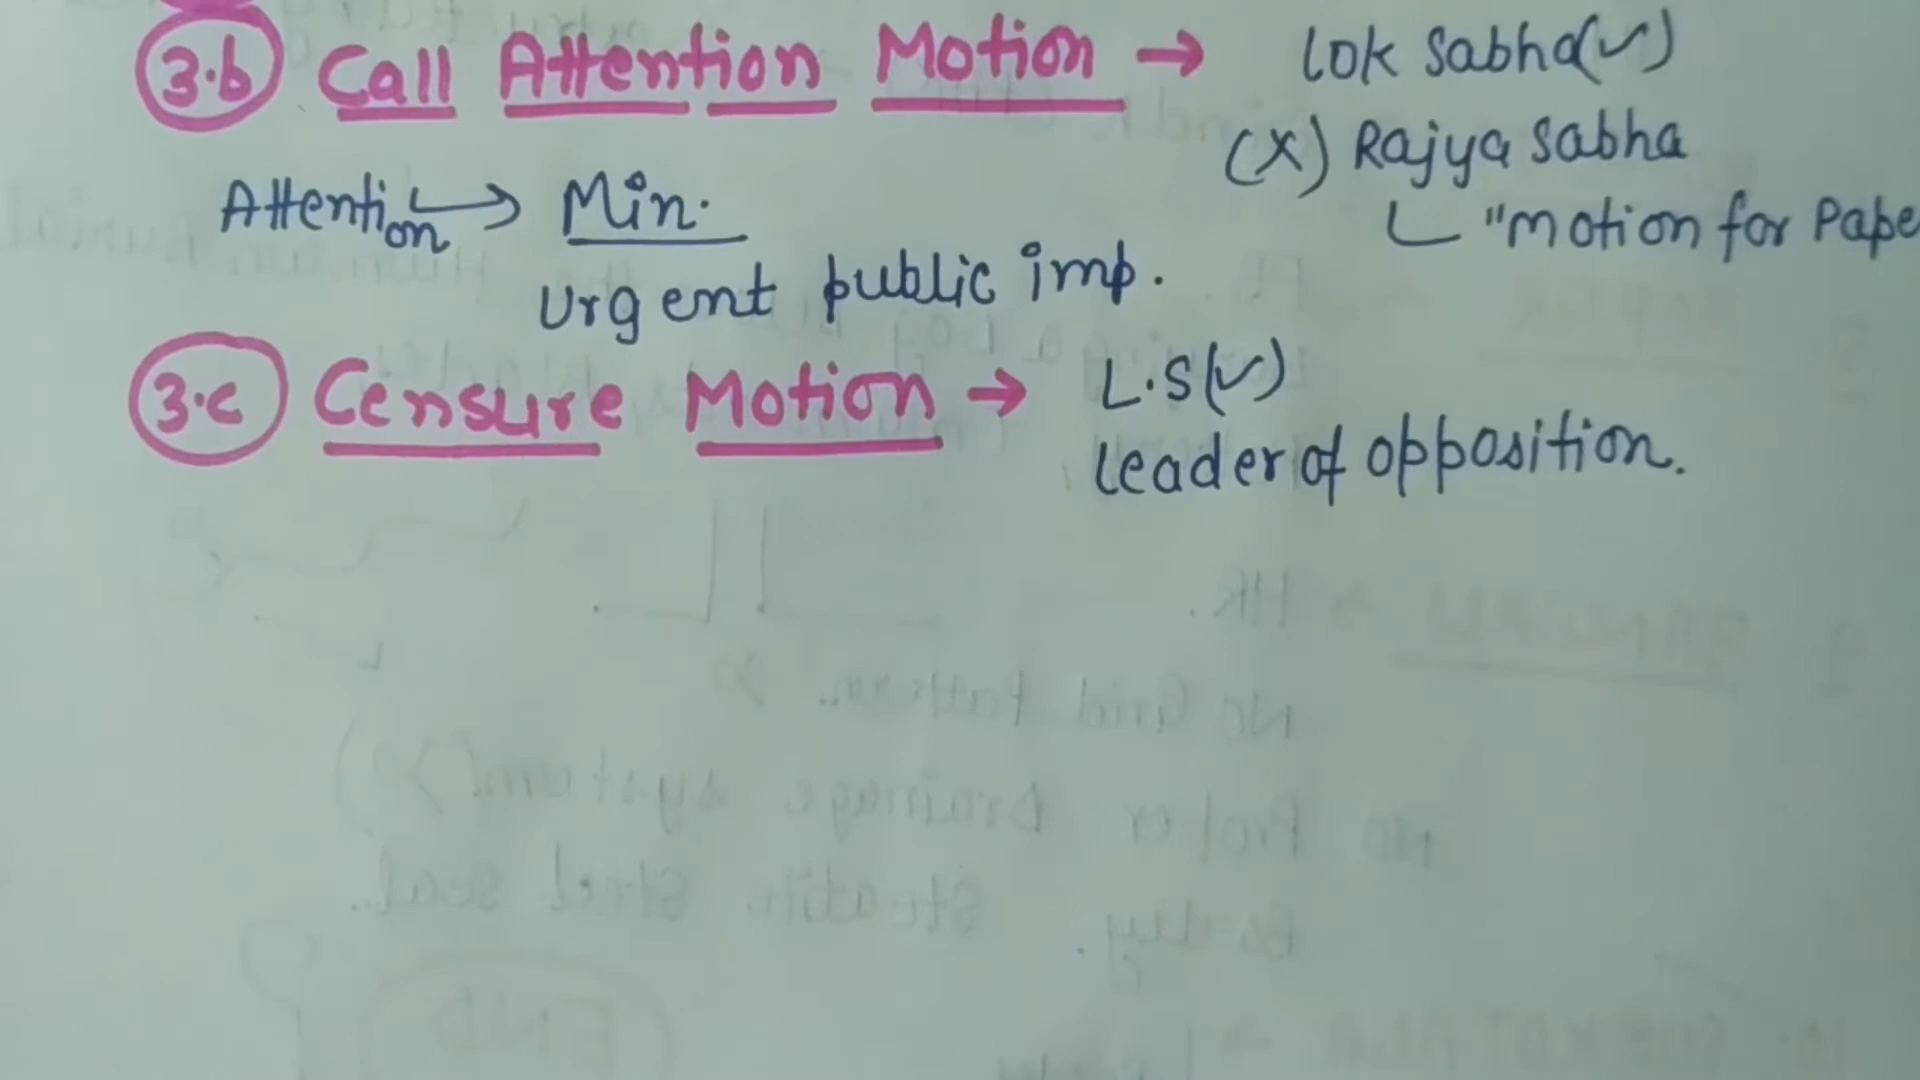 3.b Call Attention Motion → Lok Sabha(✓)
(X) Rajya Sabha
Attention → Min.
"Motion for Pape
Urgent public imp.
3.c Censure Motion → L.S(✓)
Leader of opposition.